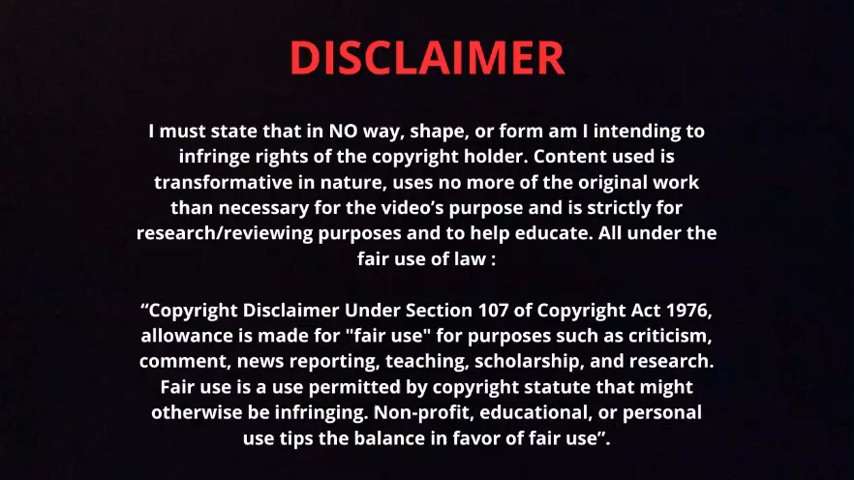 DISCLAIMER
I must state that in NO way, shape, or form am I intending to
infringe rights of the copyright holder. Content used is
transformative in nature, uses no more of the original work
than necessary for the video’s purpose and is strictly for
research/reviewing purposes and to help educate. All under the
fair use of law :
“Copyright Disclaimer Under Section 107 of Copyright Act 1976,
allowance is made for "fair use" for purposes such as criticism,
comment, news reporting, teaching, scholarship, and research.
Fair use is a use permitted by copyright statute that might
otherwise be infringing. Non-profit, educational, or personal
use tips the balance in favor of fair use”.